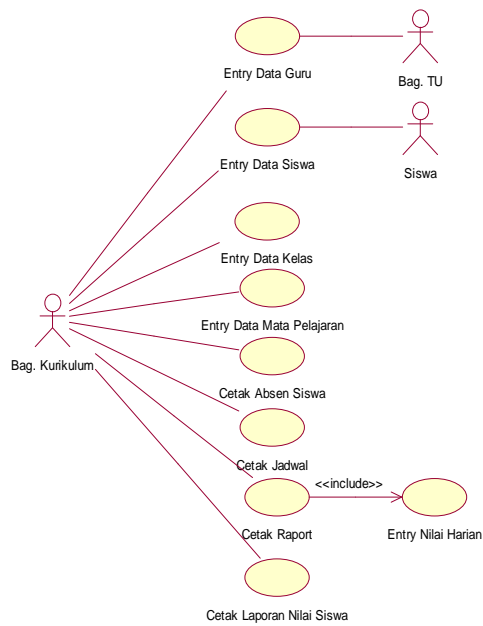 Entry Data Guru
Bag. TU
Entry Data Siswa
Siswa
Entry Data Kelas
Entry Data Mata Pelajaran
Bag. Kurikulum
Cetak Absen Siswa
Cetak Jadwal
<<include>>
Cetak Raport
Entry Nilai Harian
Cetak Laporan Nilai Siswa